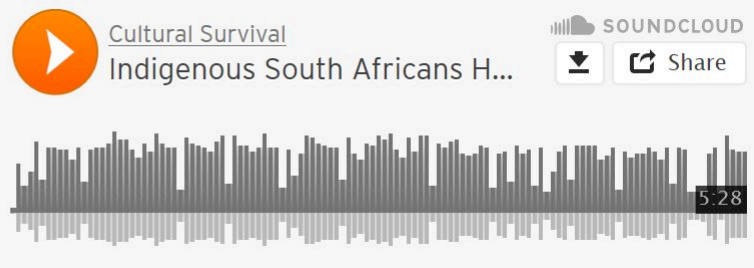 Cultural Survival
SOUNDCLOUD
Indigenous South Africans H...
Share
5:28